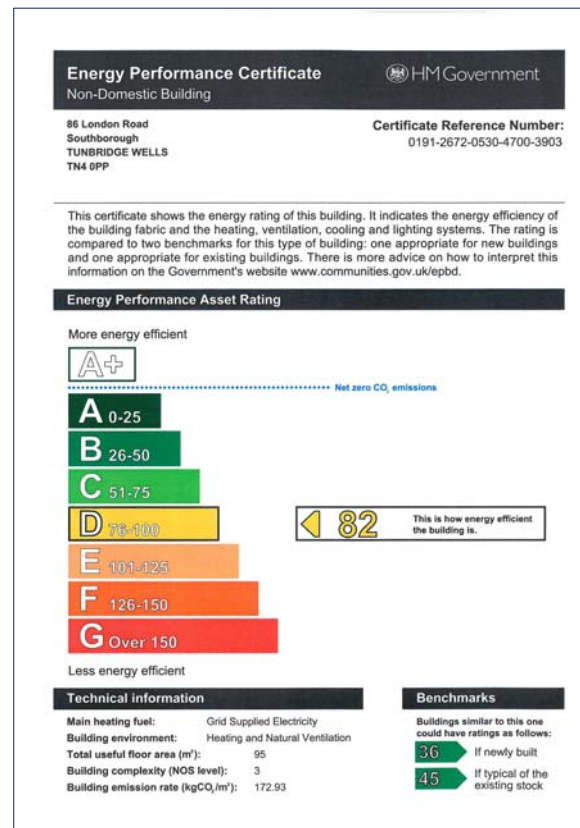 Energy Performance Certificate
HM Government
Non-Domestic Building
86 London Road
Southborough
TUNBRIDGE WELLS
TN4 0PP
Certificate Reference Number:
0191-2672-0530-4700-3903
This certificate shows the energy rating of this building. It indicates the energy efficiency of
the building fabric and the heating, ventilation, cooling and lighting systems. The rating is
compared to two benchmarks for this type of building: one appropriate for new buildings
and one appropriate for existing buildings. There is more advice on how to interpret this
information on the Government's website www.communities.gov.uk/epbd.
Energy Performance Asset Rating
More energy efficient
A+
Net zero CO₂ emissions
A 0-25
B 26-50
C 51-75
D 76-100
82
This is how energy efficient
the building is.
E 101-125
F 126-150
G Over 150
Less energy efficient
Technical information
Main heating fuel: Grid Supplied Electricity
Building environment: Heating and Natural Ventilation
Total useful floor area (m²): 95
Building complexity (NOS level): 3
Building emission rate (kgCO₂/m²): 172.93
Benchmarks
Buildings similar to this one
could have ratings as follows:
36 If newly built
45 If typical of the
existing stock